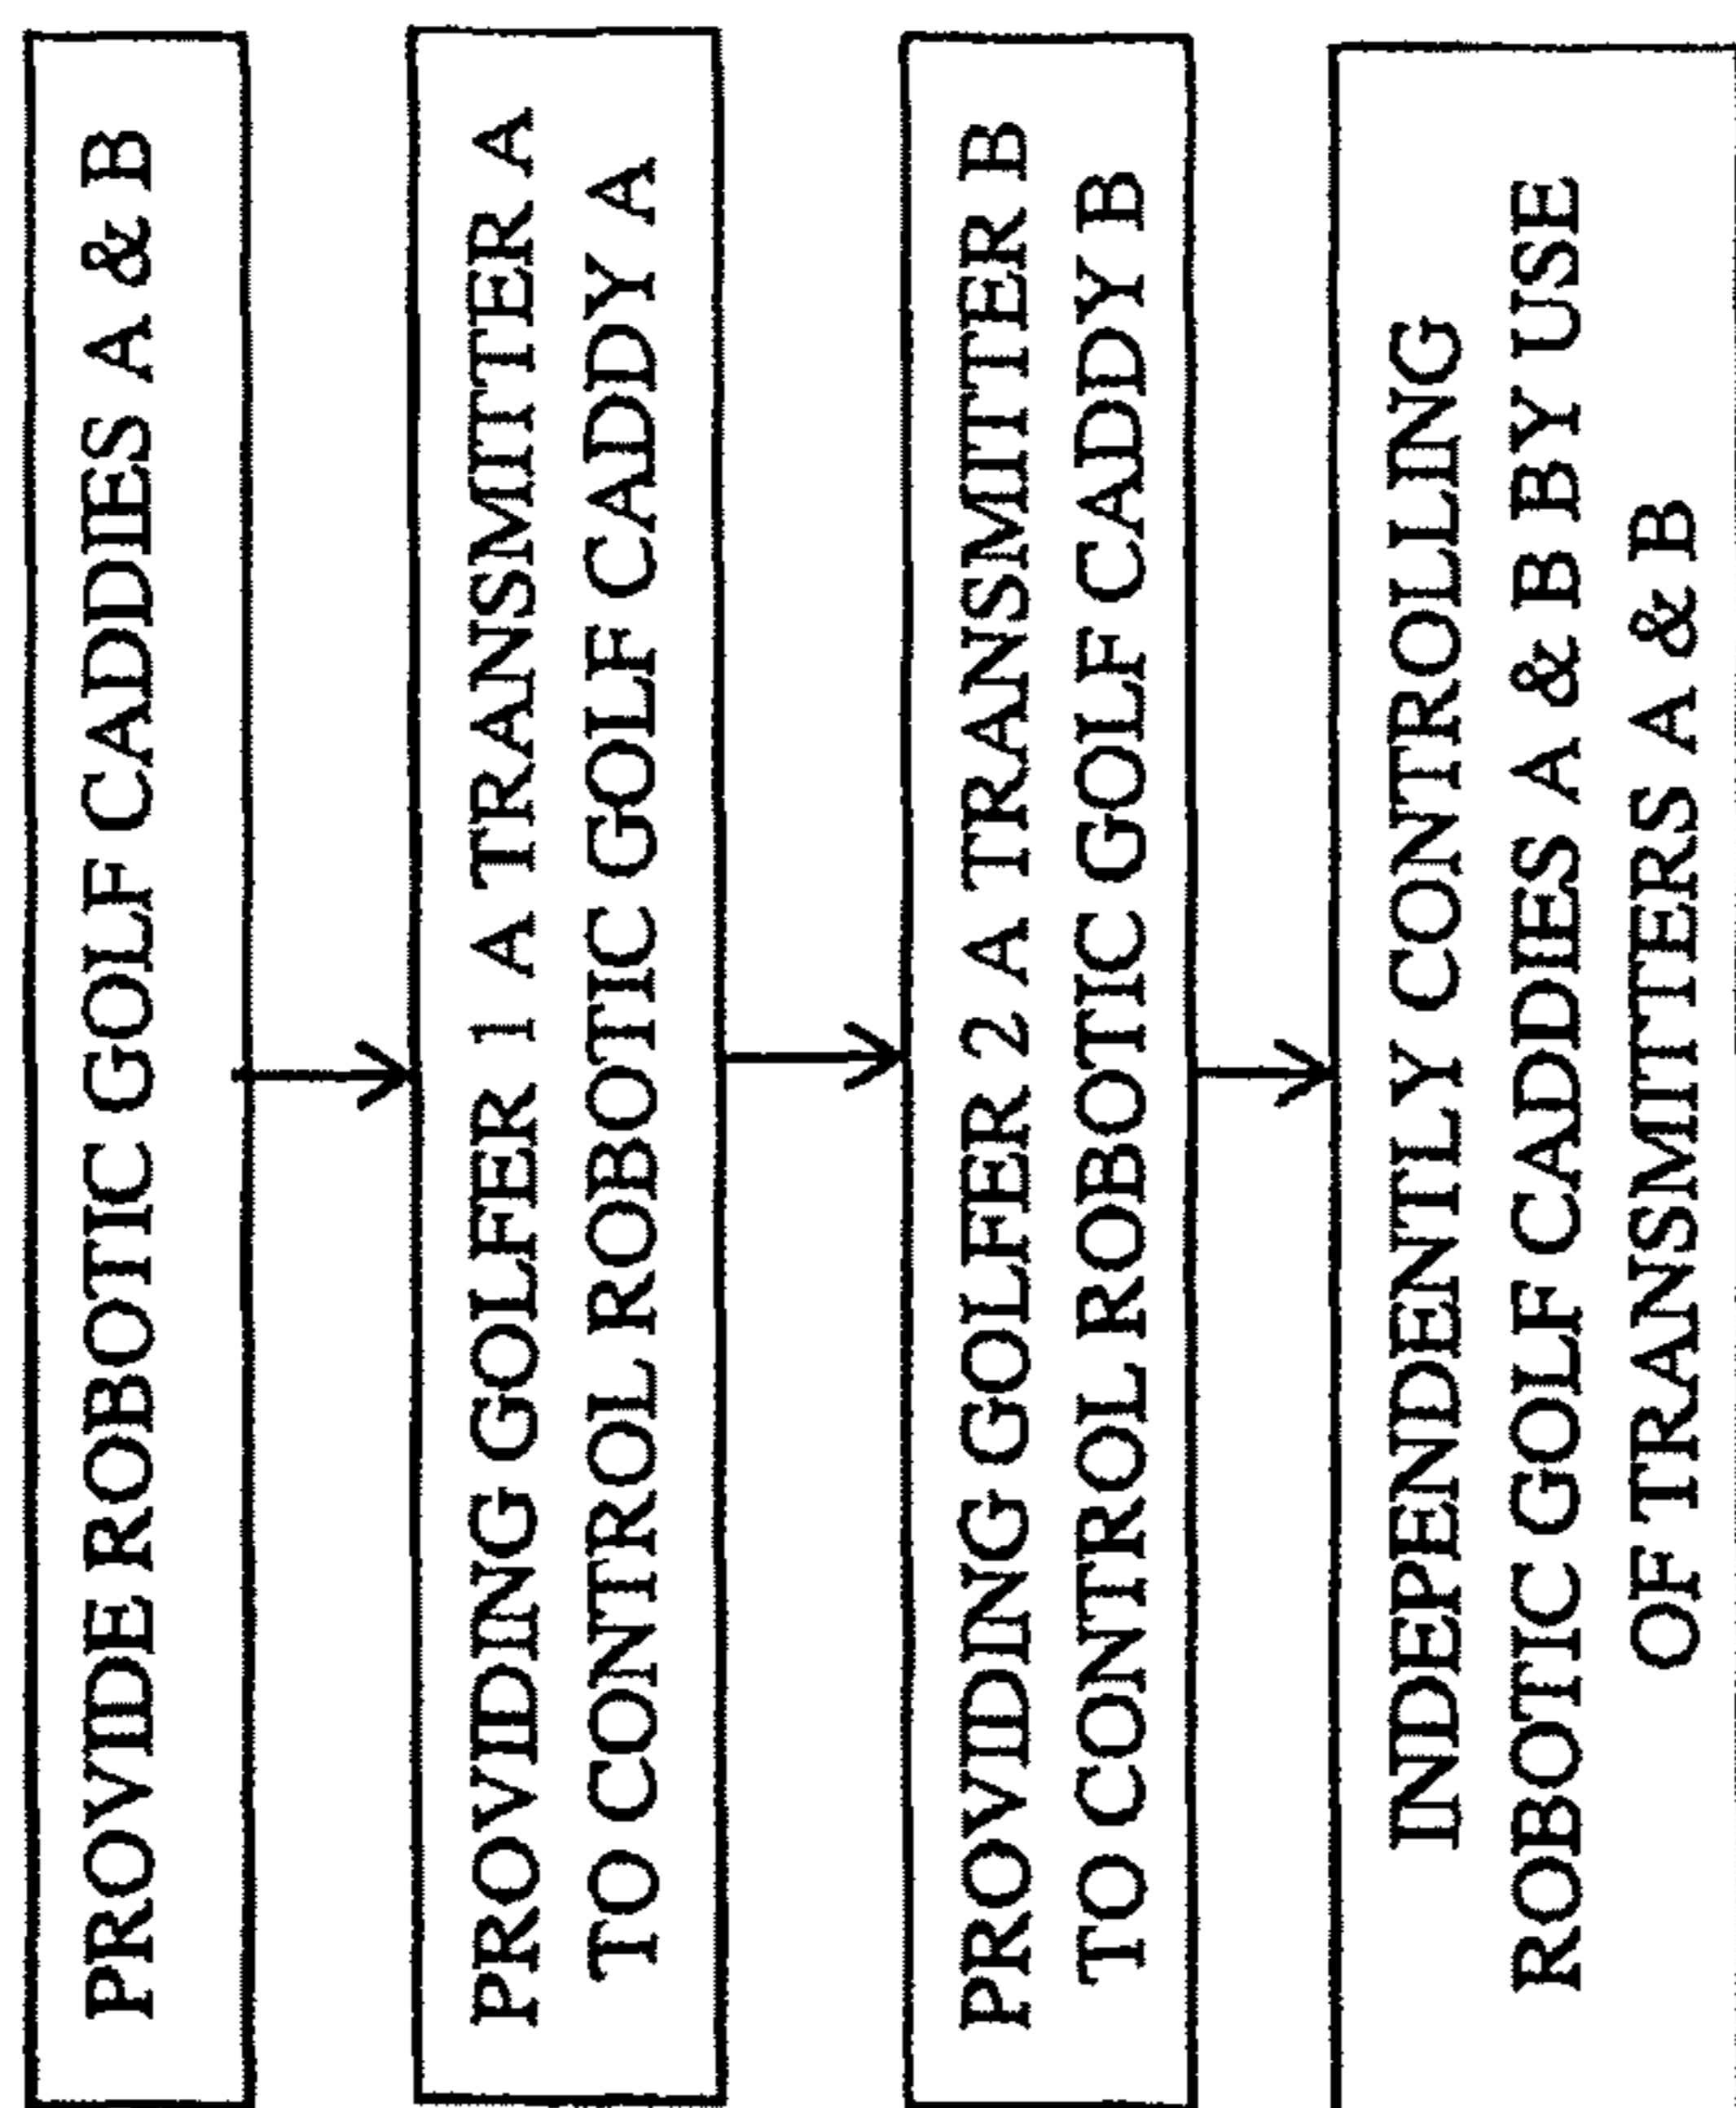 PROVIDE ROBOTIC GOLF CADDIES A & B
PROVIDING GOLFER 1 A TRANSMITTER A
TO CONTROL ROBOTIC GOLF CADDY A
PROVIDING GOLFER 2 A TRANSMITTER B
TO CONTROL ROBOTIC GOLF CADDY B
INDEPENDENTILY CONTROLLING
ROBOTIC GOLF CADDIES A & B BY USE
OF TRANSMITTERS A & B